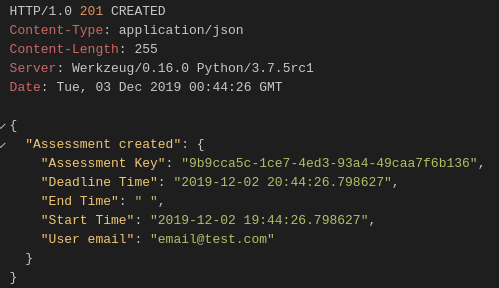 HTTP/1.0 201 CREATED
Content-Type: application/json
Content-Length: 255
Server: Werkzeug/0.16.0 Python/3.7.5rc1
Date: Tue, 03 Dec 2019 00:44:26 GMT
{
"Assessment created": {
"Assessment Key": "9b9cca5c-1ce7-4ed3-93a4-49caa7f6b136",
"Deadline Time": "2019-12-02 20:44:26.798627",
"End Time": " ",
"Start Time": "2019-12-02 19:44:26.798627",
"User email": "email@test.com"
}
}